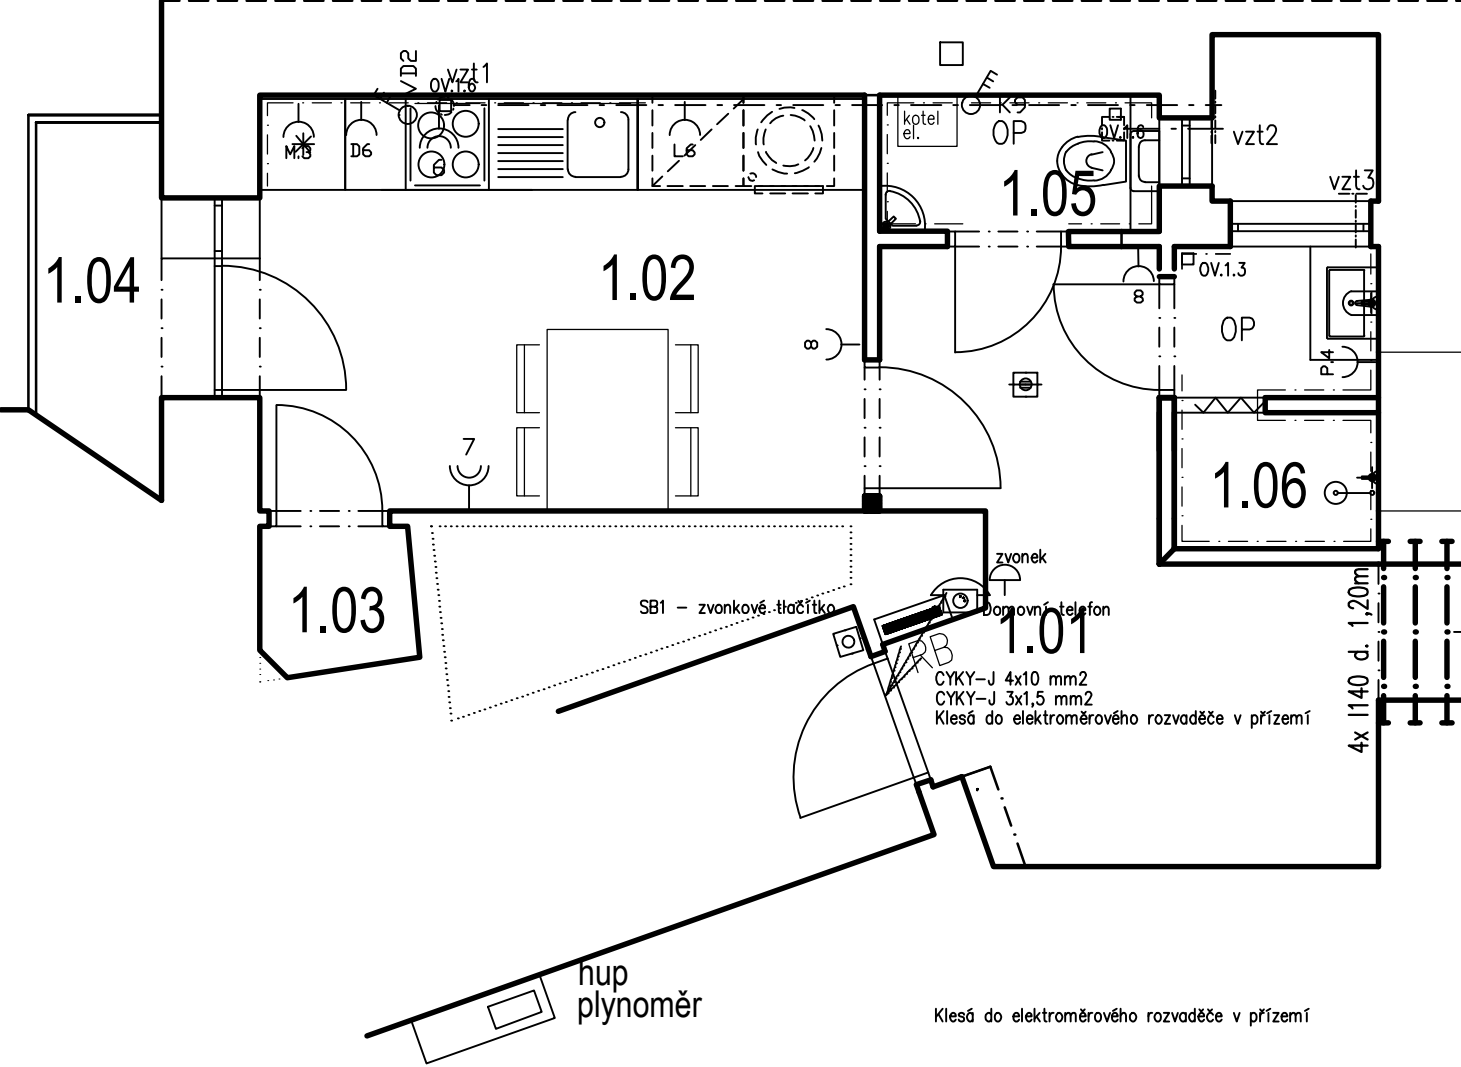 VD2
vzt1
OV.1.6
F
K9
kotel
el.
OP
OV.1.6
vzt2
M.3
D6
6
L6
vzt3
1.05
1.04
1.02
OV.1.3
8
OP
8
P.4
7
1.06
zvonek
1.03
SB1 – zvonkové tlačítko
Domovní telefon
1.01
RB
CYKY–J 4x10 mm2
CYKY–J 3x1,5 mm2
Klesá do elektroměrového rozvaděče v přízemí
4x I140 d. 1,20m
hup
plynoměr
Klesá do elektroměrového rozvaděče v přízemí